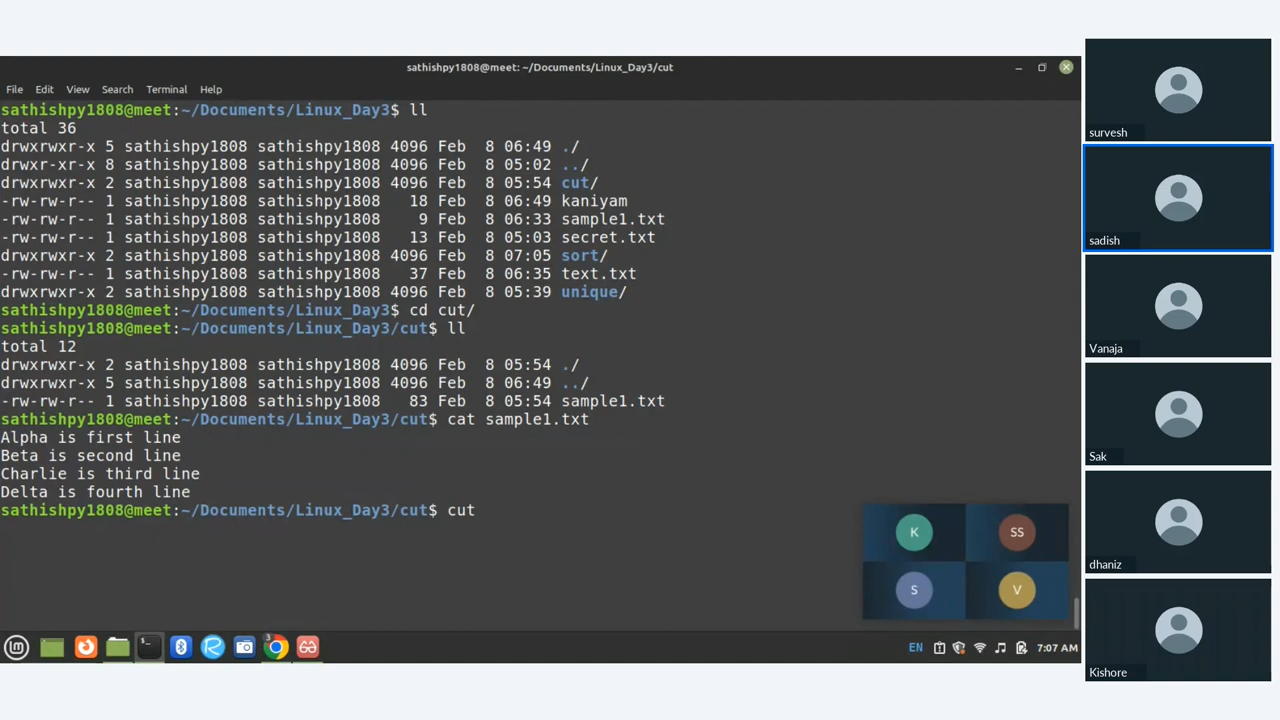 sathishpy1808@meet: ~/Documents/Linux_Day3/cut
File Edit View Search Terminal Help
sathishpy1808@meet:~/Documents/Linux_Day3$ ll
total 36
drwxrwxr-x 5 sathishpy1808 sathishpy1808 4096 Feb  8 06:49 ./
drwxr-xr-x 8 sathishpy1808 sathishpy1808 4096 Feb  8 05:02 ../
drwxrwxr-x 2 sathishpy1808 sathishpy1808 4096 Feb  8 05:54 cut/
-rw-rw-r-- 1 sathishpy1808 sathishpy1808   18 Feb  8 06:49 kaniyam
-rw-rw-r-- 1 sathishpy1808 sathishpy1808    9 Feb  8 06:33 sample1.txt
-rw-rw-r-- 1 sathishpy1808 sathishpy1808   13 Feb  8 05:03 secret.txt
drwxrwxr-x 2 sathishpy1808 sathishpy1808 4096 Feb  8 07:05 sort/
-rw-rw-r-- 1 sathishpy1808 sathishpy1808   37 Feb  8 06:35 text.txt
drwxrwxr-x 2 sathishpy1808 sathishpy1808 4096 Feb  8 05:39 unique/
sathishpy1808@meet:~/Documents/Linux_Day3$ cd cut/
sathishpy1808@meet:~/Documents/Linux_Day3/cut$ ll
total 12
drwxrwxr-x 2 sathishpy1808 sathishpy1808 4096 Feb  8 05:54 ./
drwxrwxr-x 5 sathishpy1808 sathishpy1808 4096 Feb  8 06:49 ../
-rw-rw-r-- 1 sathishpy1808 sathishpy1808   83 Feb  8 05:54 sample1.txt
sathishpy1808@meet:~/Documents/Linux_Day3/cut$ cat sample1.txt
Alpha is first line
Beta is second line
Charlie is third line
Delta is fourth line
sathishpy1808@meet:~/Documents/Linux_Day3/cut$ cut
K
SS
S
V
3
EN
7:07 AM
survesh
sadish
Vanaja
Sak
dhaniz
Kishore